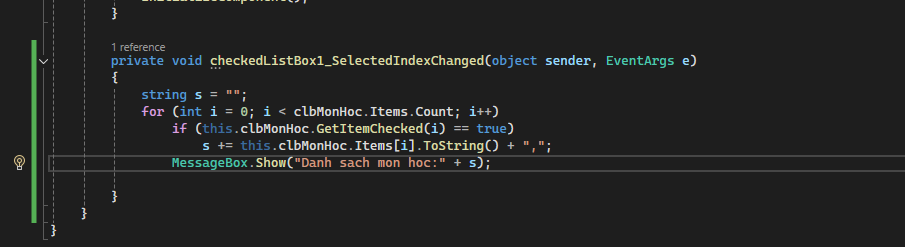 }
1 reference
private void checkedListBox1_SelectedIndexChanged(object sender, EventArgs e)
{
string s = "";
for (int i = 0; i < clbMonHoc.Items.Count; i++)
if (this.clbMonHoc.GetItemChecked(i) == true)
s += this.clbMonHoc.Items[i].ToString() + ",";
MessageBox.Show("Danh sach mon hoc:" + s);
}
}
}